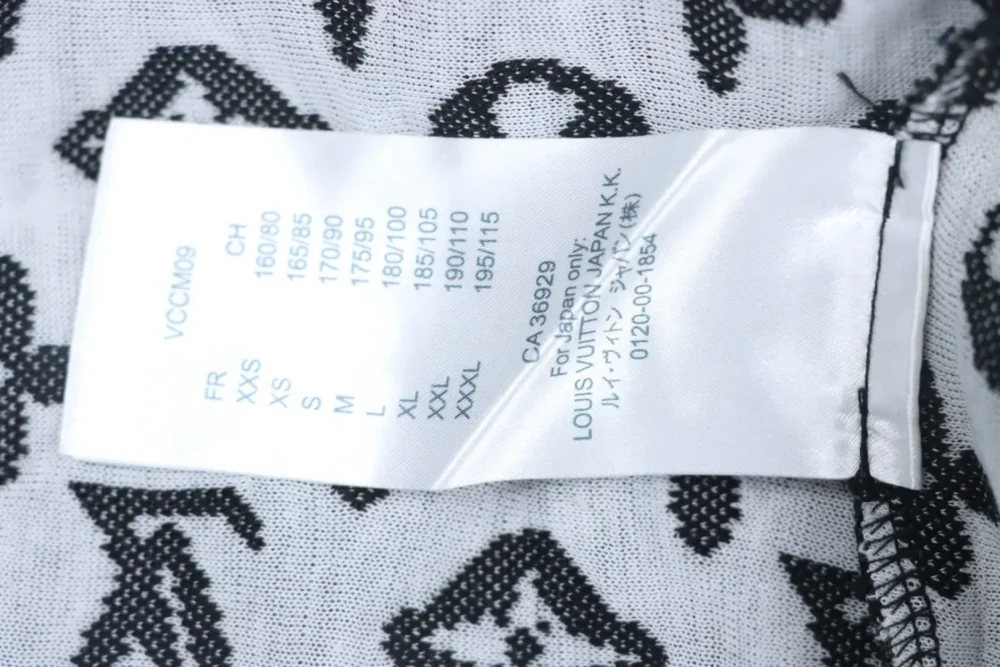 VCCM09
FR CH
XXS 160/80
XS 165/85
S 170/90
M 175/95
L 180/100
XL 185/105
XXL 190/110
XXXL 195/115
CA 36929
For Japan only:
LOUIS VUITTON JAPAN K.K.
ルイ・ヴィトン ジャパン(株)
0120-00-1854